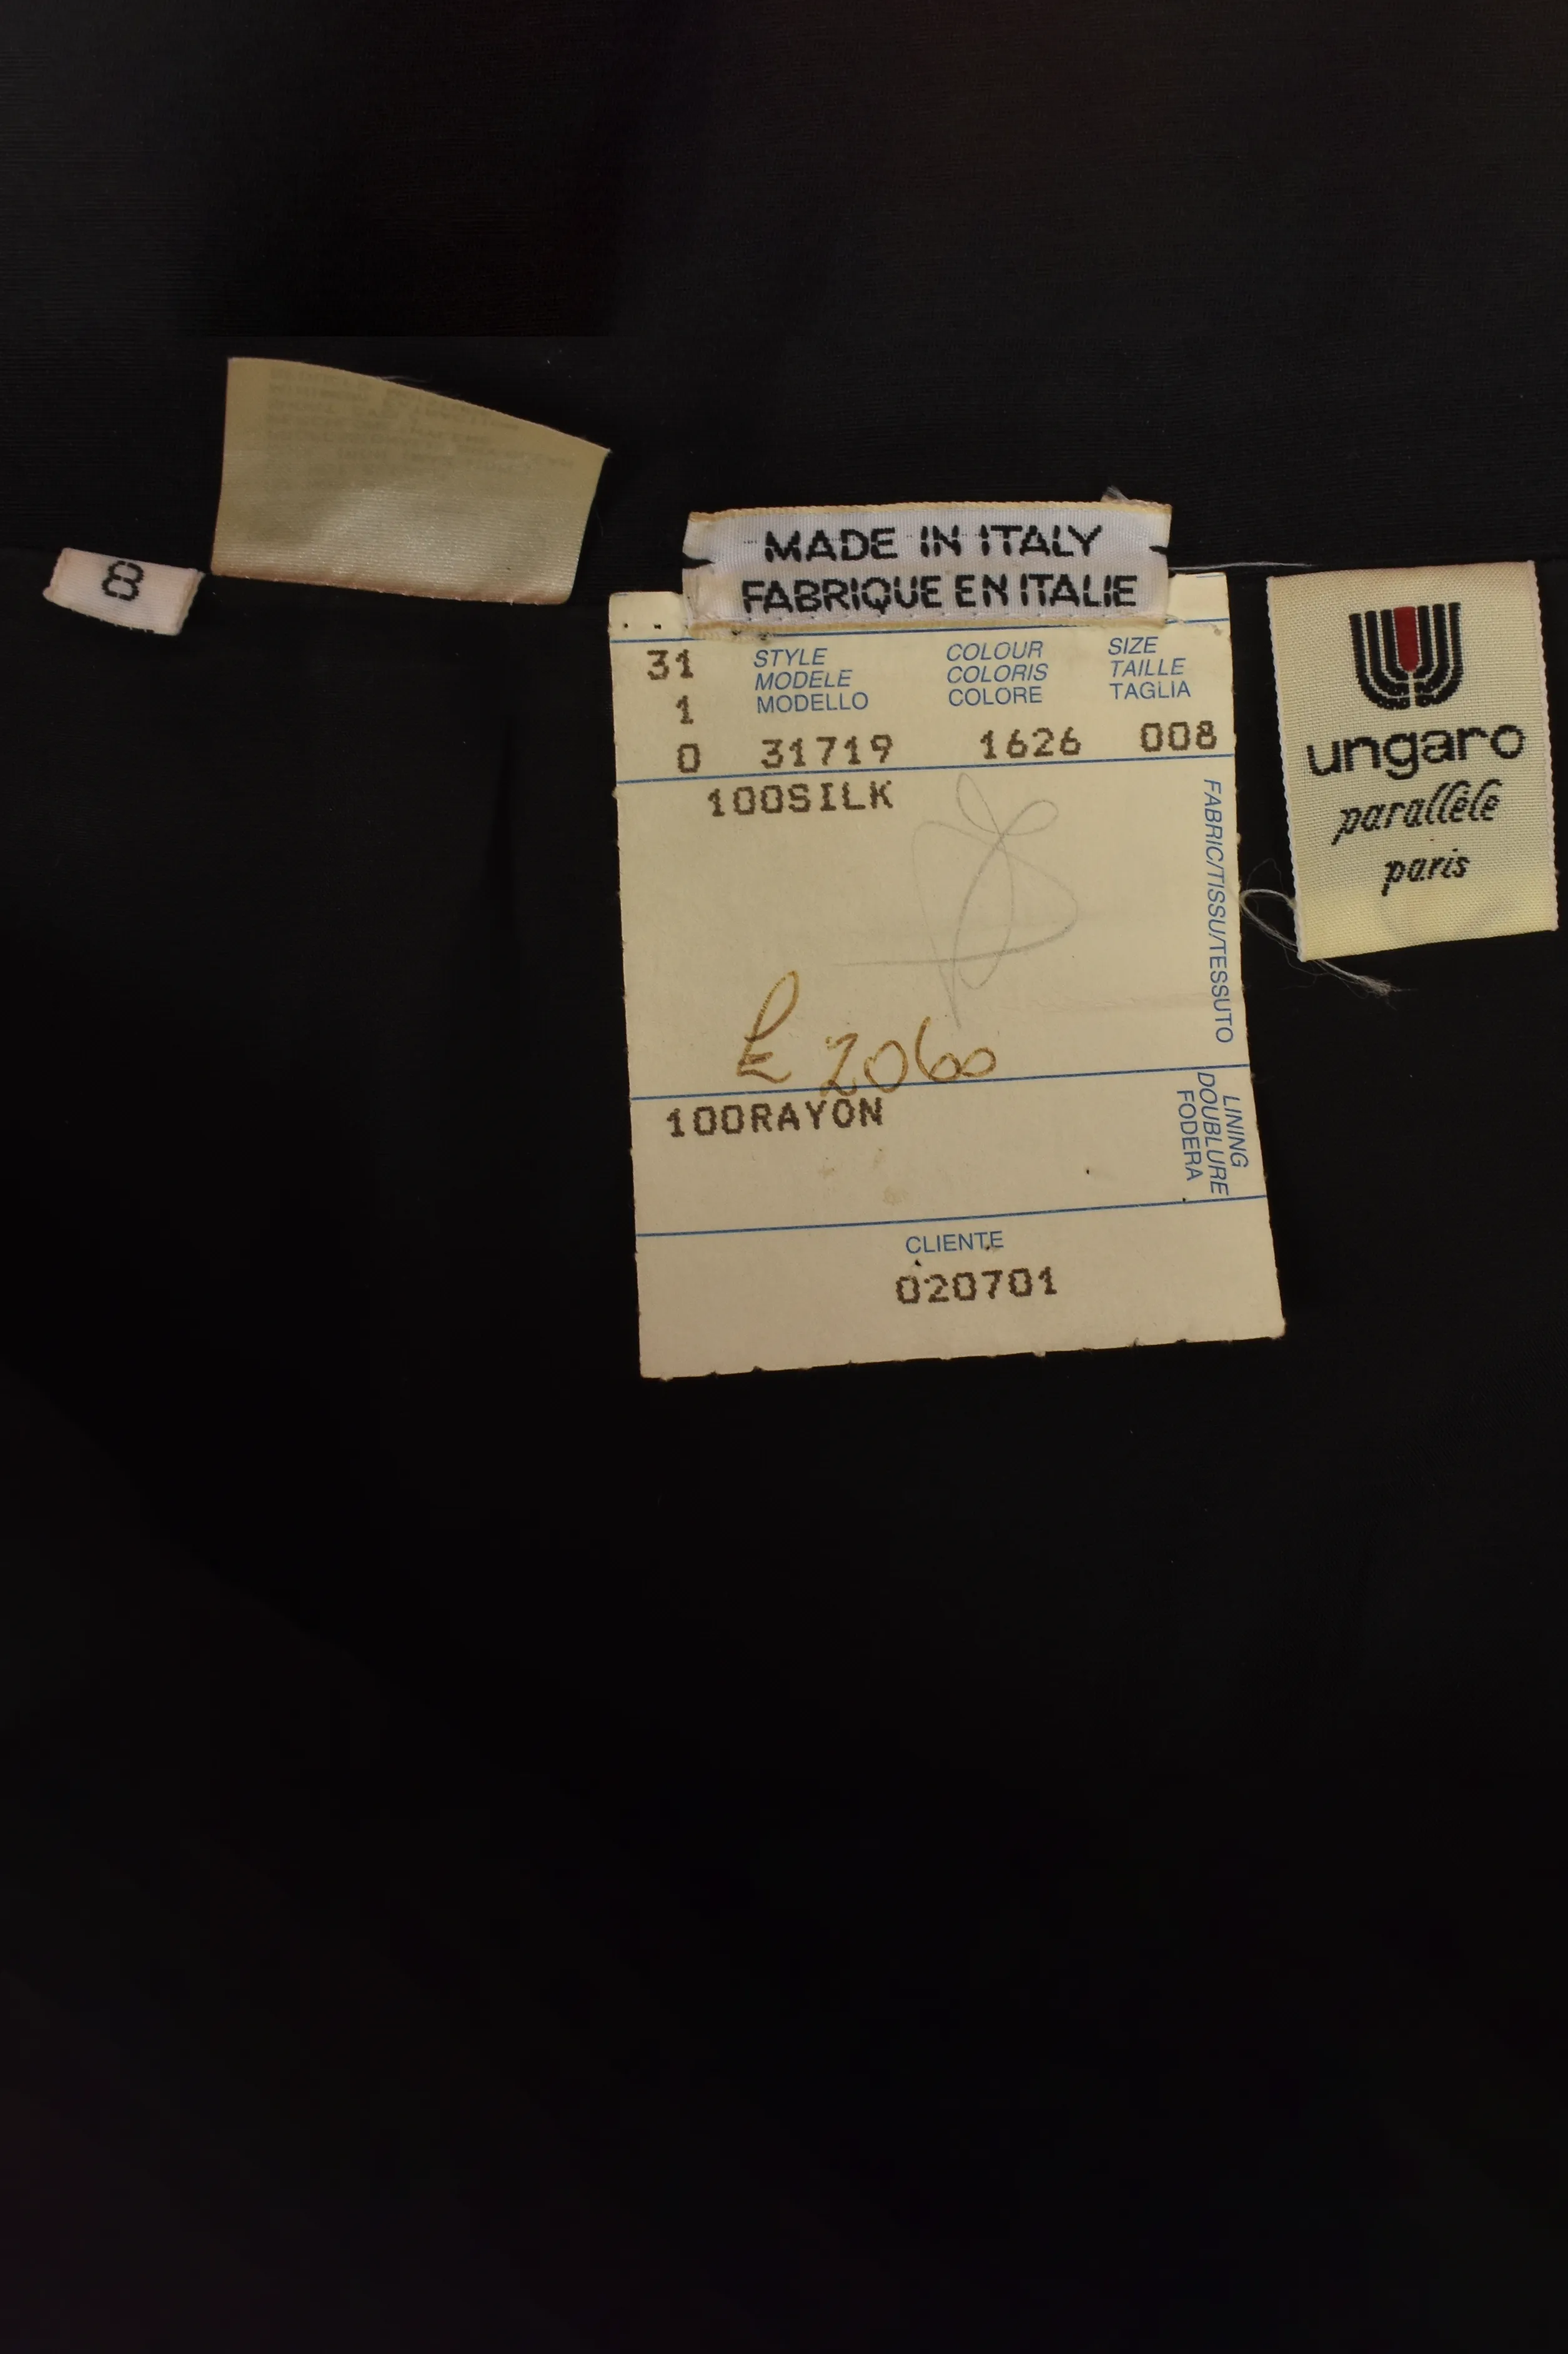 8
MADE IN ITALY
FABRIQUE EN ITALIE
31
1
0
STYLE
MODELE
MODELLO
31719
COLOUR
COLORIS
COLORE
1626
SIZE
TAILLE
TAGLIA
008
100SILK
FABRIC/TISSU/TESSUTO
2060
100RAYON
LINING
DOUBLURE
FODERA
CLIENTE
020701
ungaro
parallèle
paris